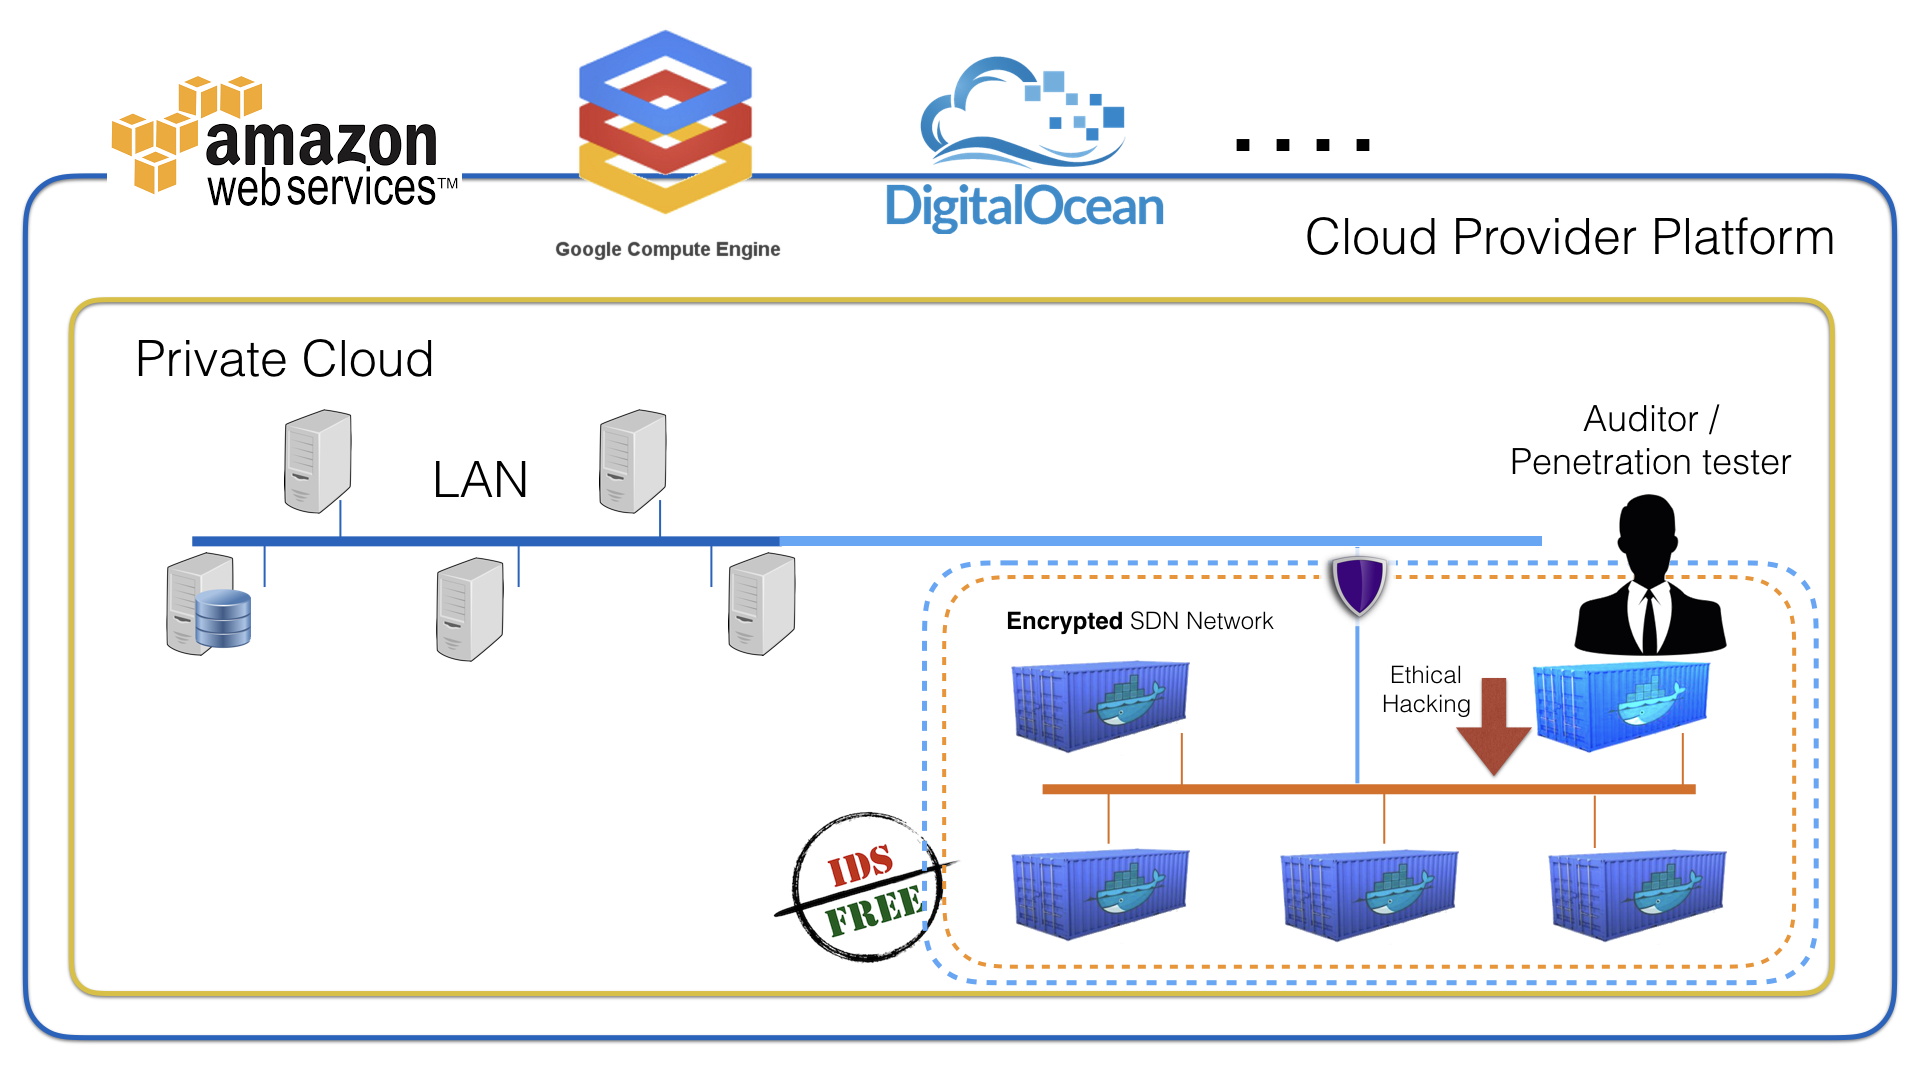 amazon
web services™
Google Compute Engine
DigitalOcean
....
Cloud Provider Platform
Private Cloud
LAN
Auditor /
Penetration tester
Encrypted SDN Network
Ethical
Hacking
IDS
FREE